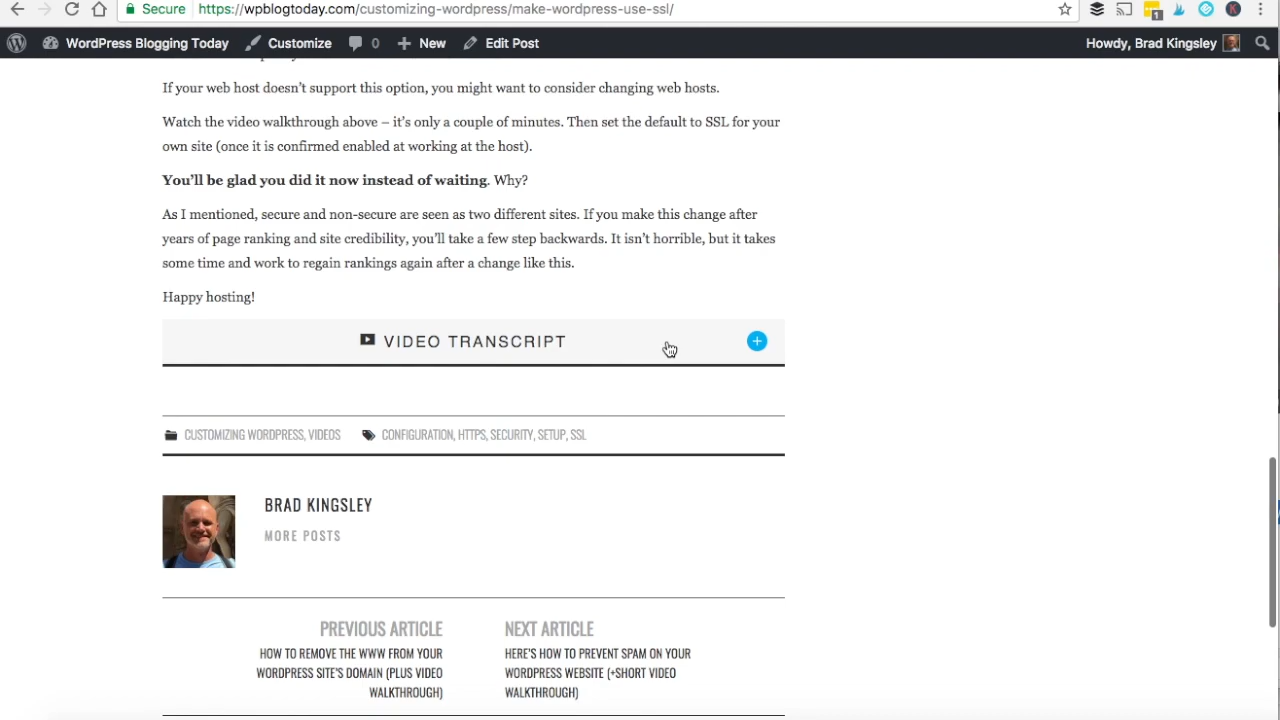 Secure https://wpblogtoday.com/customizing-wordpress/make-wordpress-use-ssl/
1
WordPress Blogging Today Customize 0 New Edit Post Howdy, Brad Kingsley
If your web host doesn’t support this option, you might want to consider changing web hosts.
Watch the video walkthrough above – it’s only a couple of minutes. Then set the default to SSL for your
own site (once it is confirmed enabled at working at the host).
You’ll be glad you did it now instead of waiting. Why?
As I mentioned, secure and non-secure are seen as two different sites. If you make this change after
years of page ranking and site credibility, you’ll take a few step backwards. It isn’t horrible, but it takes
some time and work to regain rankings again after a change like this.
Happy hosting!
VIDEO TRANSCRIPT
CUSTOMIZING WORDPRESS, VIDEOS CONFIGURATION, HTTPS, SECURITY, SETUP, SSL
BRAD KINGSLEY
MORE POSTS
PREVIOUS ARTICLE
HOW TO REMOVE THE WWW FROM YOUR
WORDPRESS SITE’S DOMAIN (PLUS VIDEO
WALKTHROUGH)
NEXT ARTICLE
HERE’S HOW TO PREVENT SPAM ON YOUR
WORDPRESS WEBSITE (+SHORT VIDEO
WALKTHROUGH)